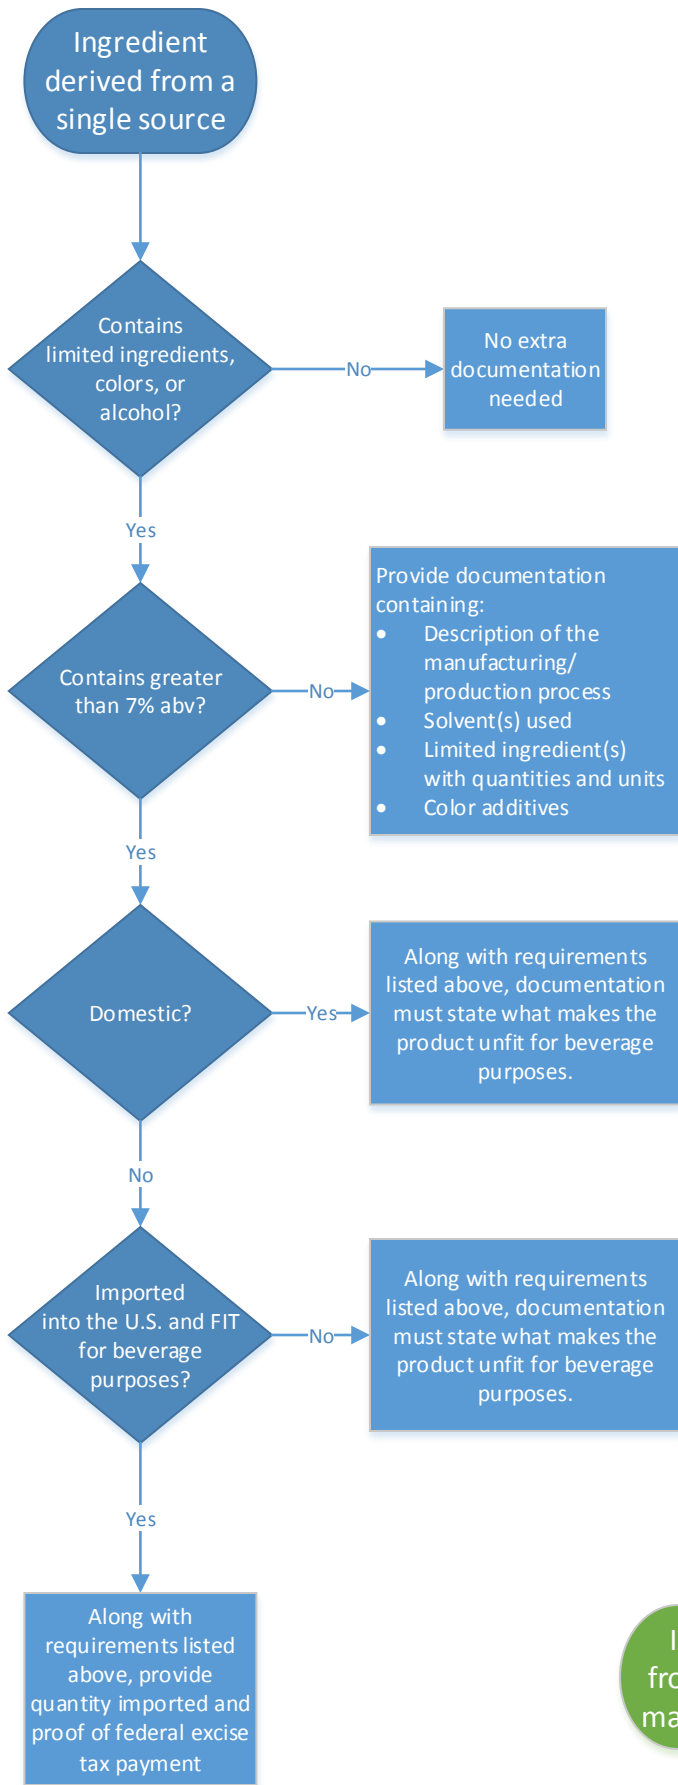 Ingredient
derived from a
single source
Contains
limited ingredients,
colors, or
alcohol?
No
No extra
documentation
needed
Yes
Contains greater
than 7% abv?
No
Provide documentation
containing:
• Description of the
manufacturing/
production process
• Solvent(s) used
• Limited ingredient(s)
with quantities and units
• Color additives
Yes
Domestic?
Yes
Along with requirements
listed above, documentation
must state what makes the
product unfit for beverage
purposes.
No
Imported
into the U.S. and FIT
for beverage
purposes?
No
Along with requirements
listed above, documentation
must state what makes the
product unfit for beverage
purposes.
Yes
Along with
requirements listed
above, provide
quantity imported and
proof of federal excise
tax payment